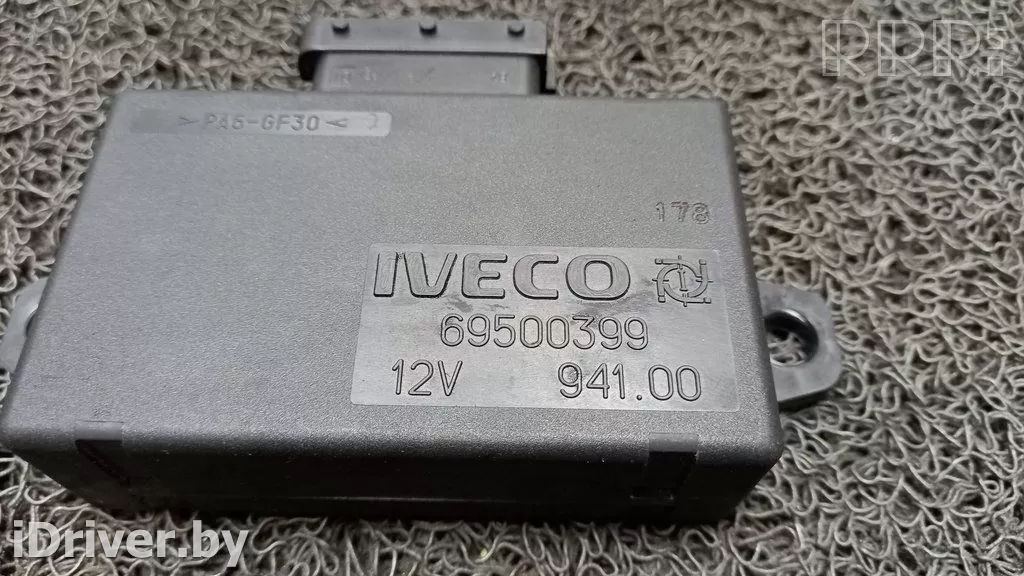 RRR:
>PA6-GF30<
178
IVECO
69500399
12V 941.00
iDriver.by